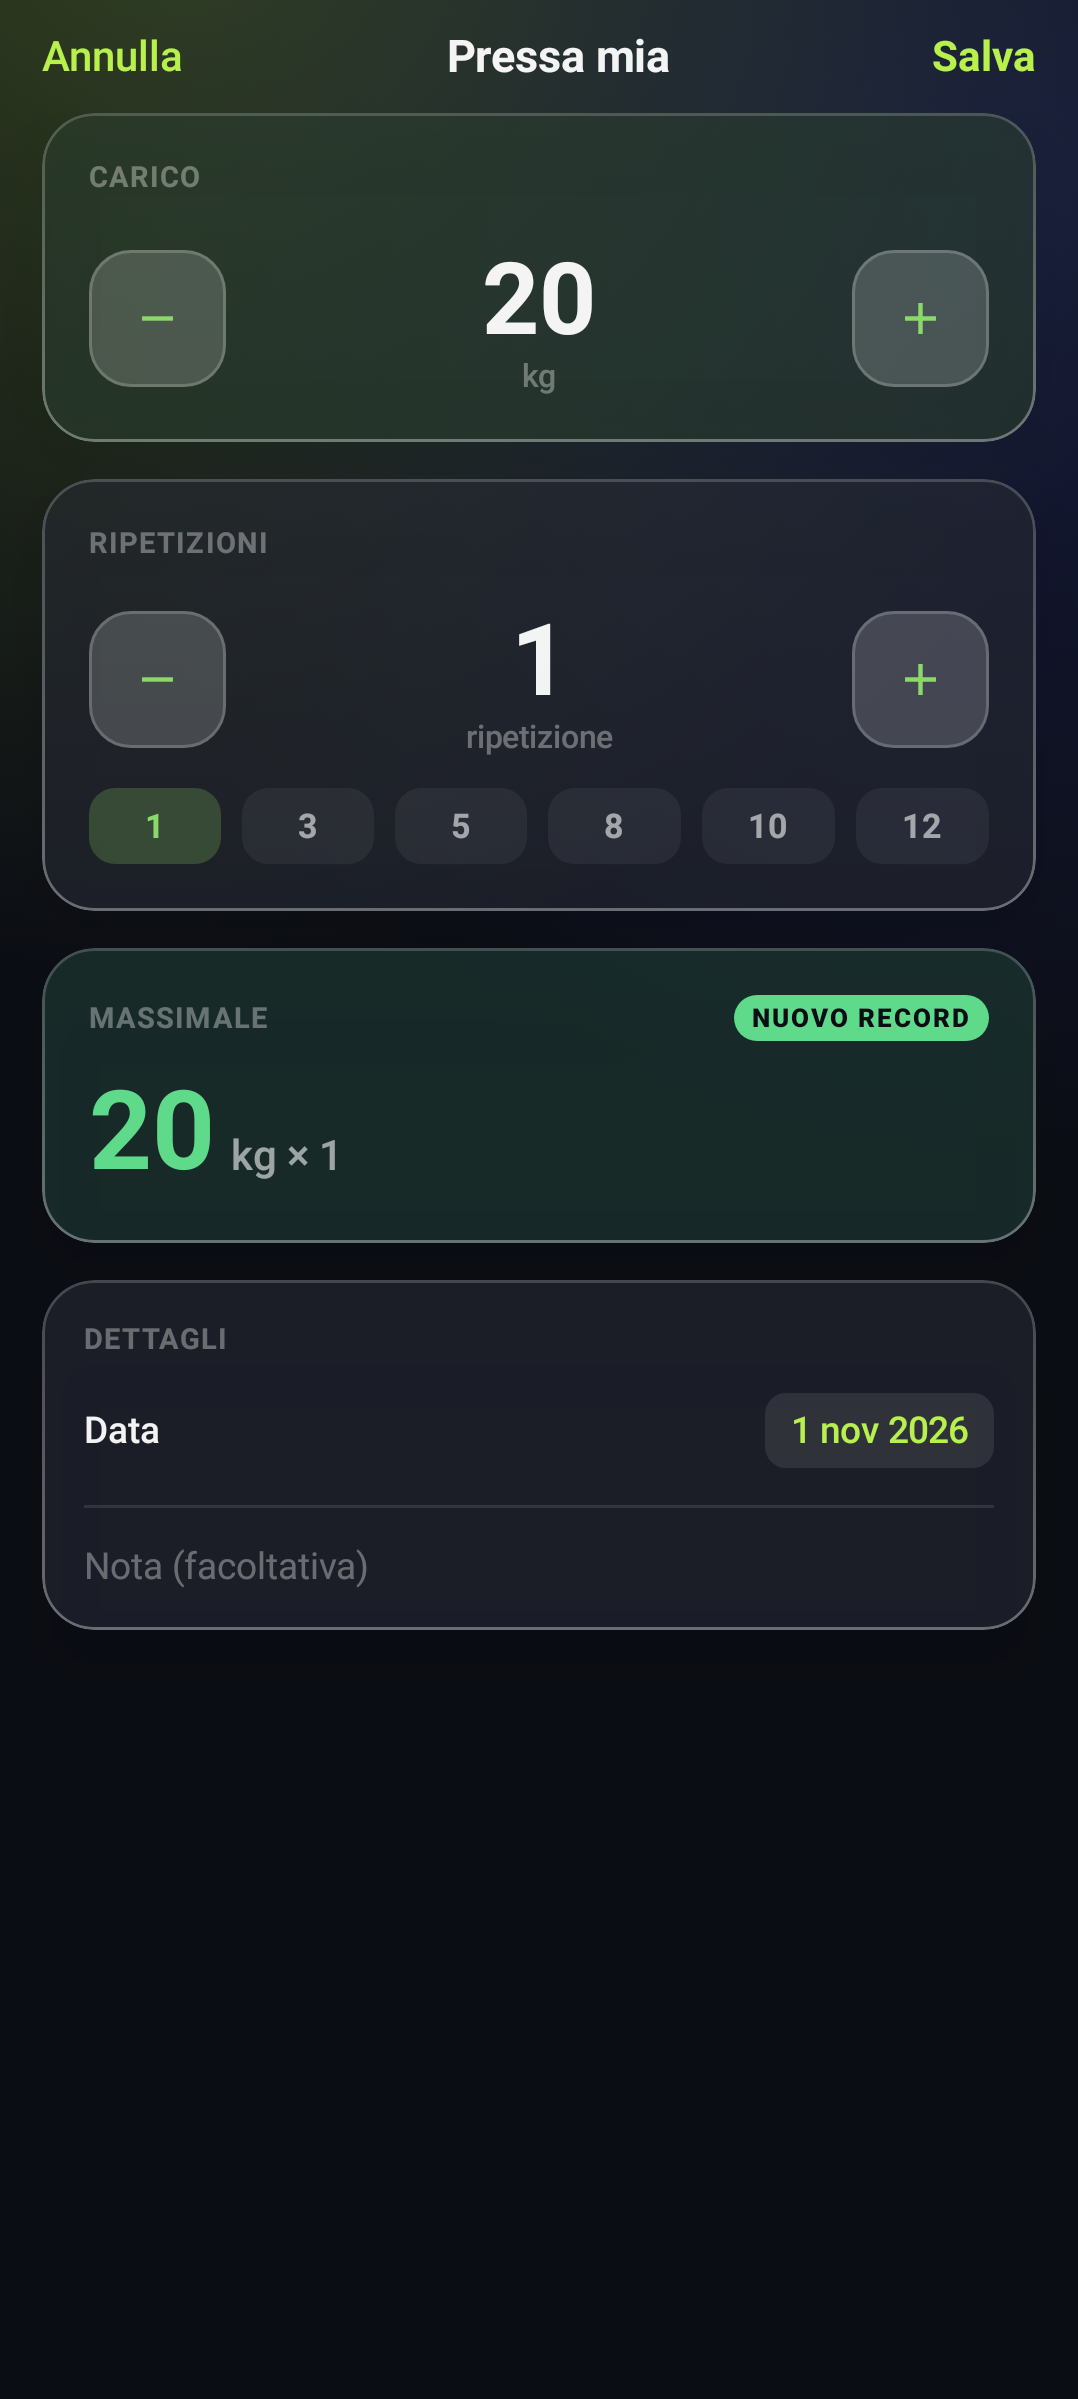 Annulla Pressa mia Salva
CARICO
− 20 +
kg
RIPETIZIONI
− 1 +
ripetizione
1 3 5 8 10 12
MASSIMALE NUOVO RECORD
20 kg × 1
DETTAGLI
Data 1 nov 2026
Nota (facoltativa)